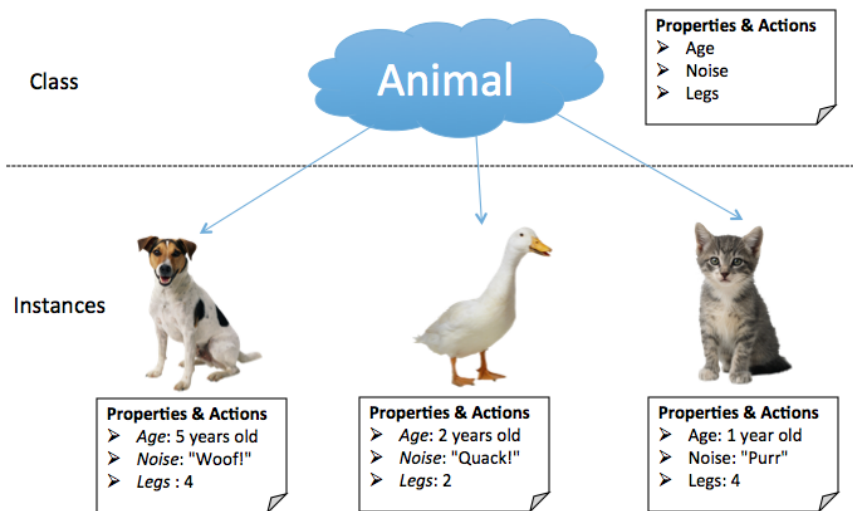 Class
Animal
Properties & Actions
➢ Age
➢ Noise
➢ Legs
Instances
Properties & Actions
➢ Age: 5 years old
➢ Noise: "Woof!"
➢ Legs : 4
Properties & Actions
➢ Age: 2 years old
➢ Noise: "Quack!"
➢ Legs: 2
Properties & Actions
➢ Age: 1 year old
➢ Noise: "Purr"
➢ Legs: 4